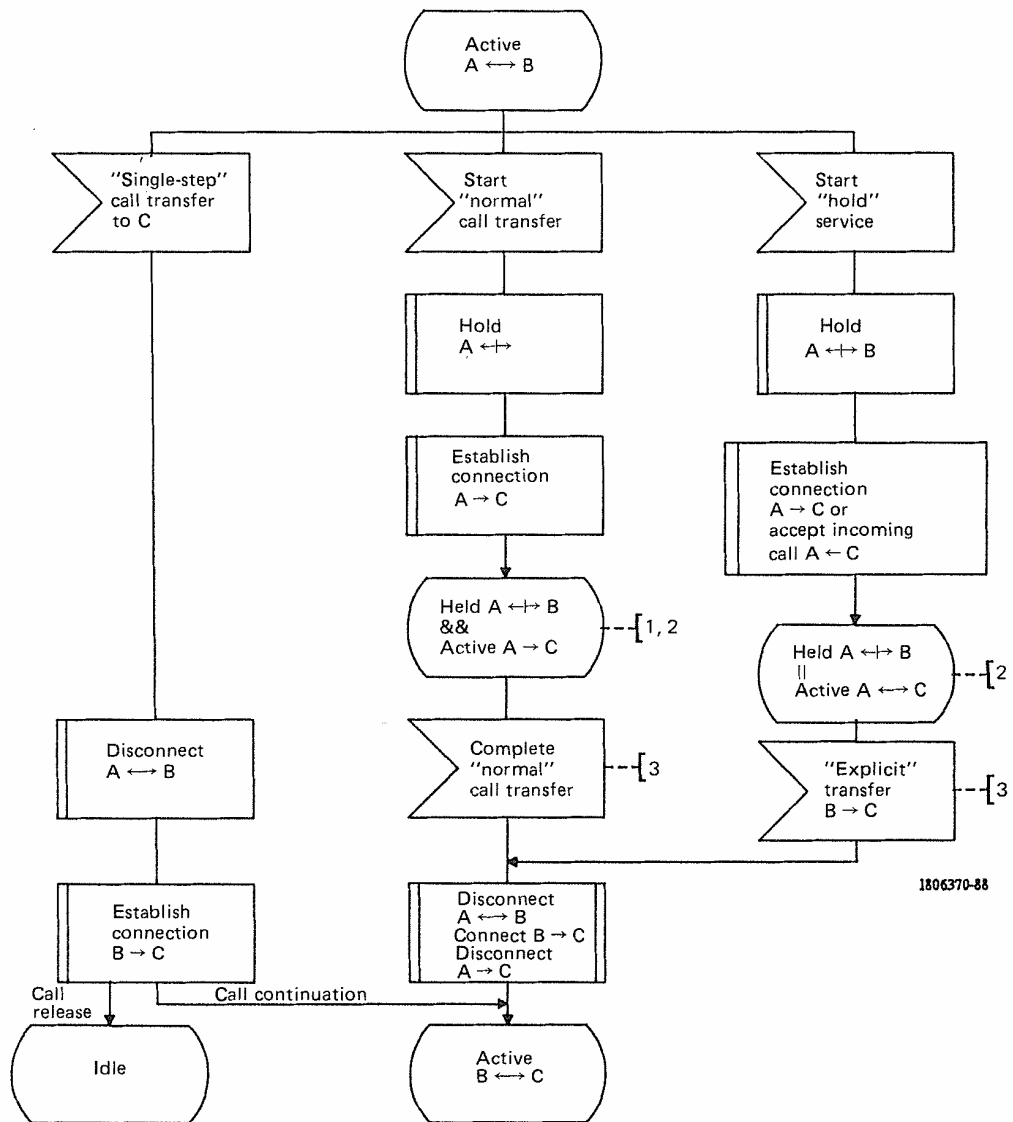 Active
A ←→ B
"Single-step"
call transfer
to C
Start
"normal"
call transfer
Start
"hold"
service
Hold
A ←+→
Hold
A ←+→ B
Establish
connection
A → C
Establish
connection
A → C or
accept incoming
call A ← C
Held A ←+→ B
&&
Active A → C
[1, 2
Held A ←+→ B
||
Active A ←→ C
[2
Disconnect
A ←→ B
Complete
"normal"
call transfer
[3
"Explicit"
transfer
B → C
[3
1806370-88
Establish
connection
B → C
Disconnect
A ←→ B
Connect B → C
Disconnect
A → C
Call
release
Call continuation
Idle
Active
B ←→ C